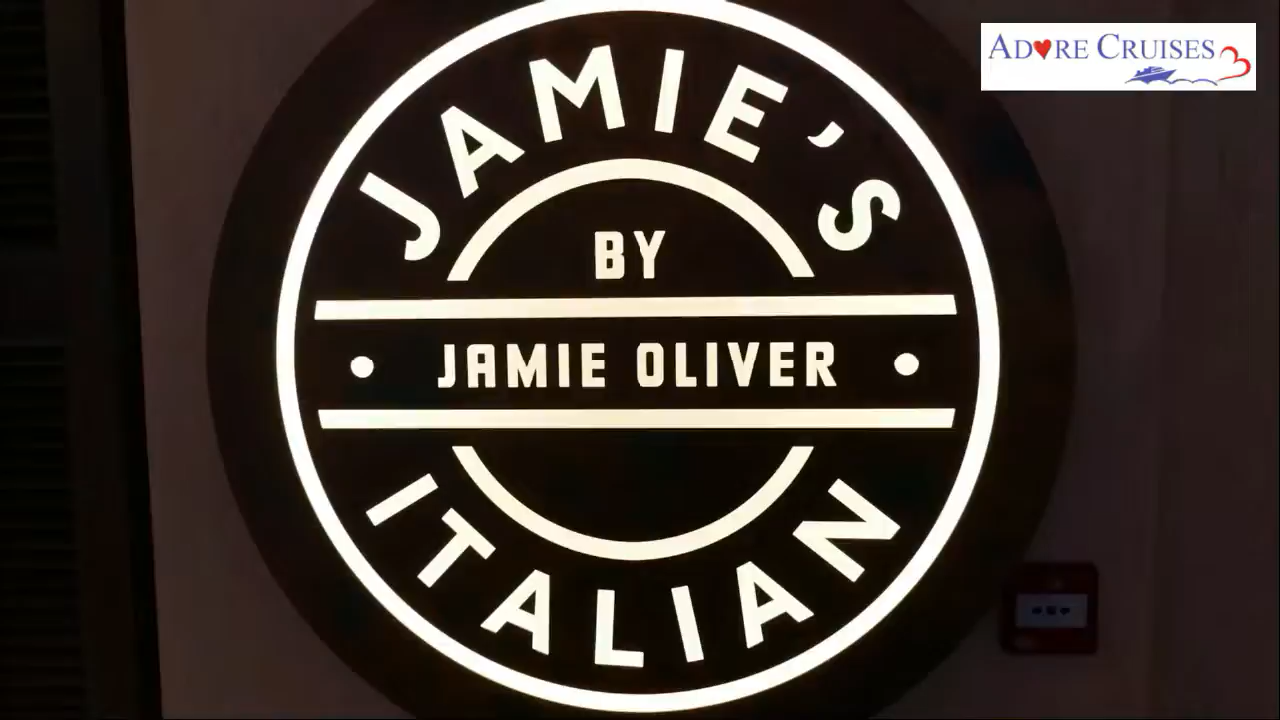 ADORE CRUISES
JAMIE'S
BY
JAMIE OLIVER
ITALIAN